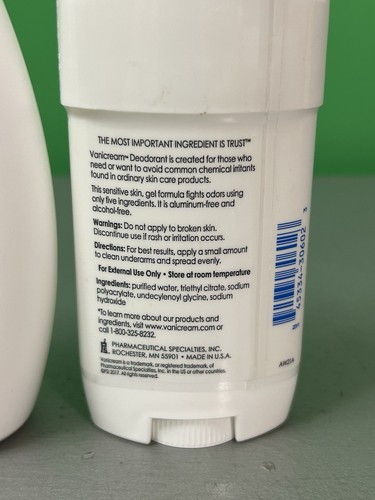 THE MOST IMPORTANT INGREDIENT IS TRUST™
Vanicream™ Deodorant is created for those who
need or want to avoid common chemical irritants
found in ordinary skin care products.
This sensitive skin, gel formula fights odors using
only five ingredients. It is aluminum-free and
alcohol-free.
Warnings: Do not apply to broken skin.
Discontinue use if rash or irritation occurs.
Directions: For best results, apply a small amount
to clean underarms and spread evenly.
For External Use Only • Store at room temperature
Ingredients: purified water, triethyl citrate, sodium
polyacrylate, undecylenoyl glycine, sodium
hydroxide
*To learn more about our products and
ingredients, visit www.vanicream.com or
call 1-800-325-8232.
PHARMACEUTICAL SPECIALTIES, INC.
ROCHESTER, MN 55901 • MADE IN U.S.A.
Vanicream is a trademark, or registered trademark, of
Pharmaceutical Specialties, Inc. in the US or other countries.
©PSI 2017. All rights reserved.
45334-30602 3
AW31A